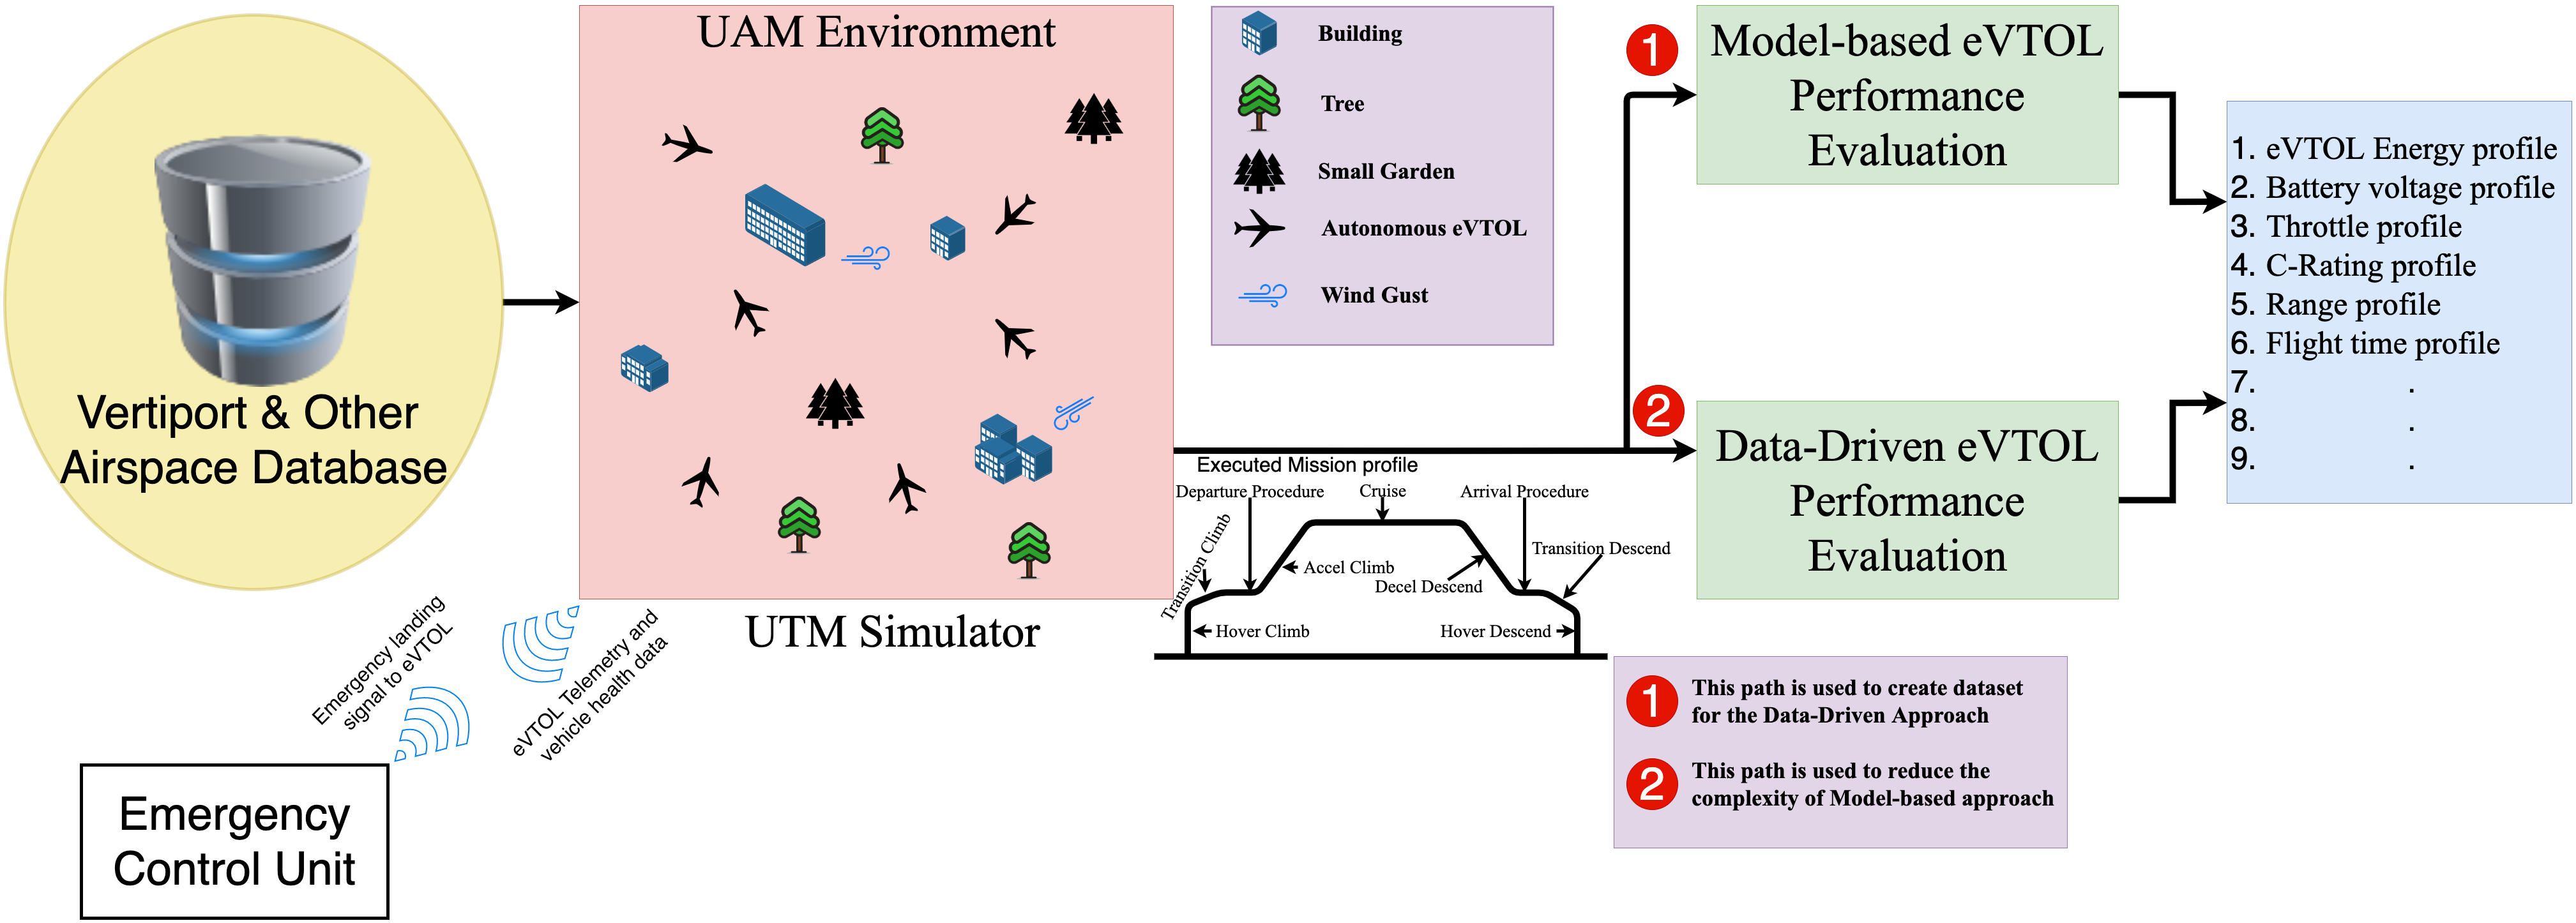 Vertiport & Other
Airspace Database
UAM Environment
UTM Simulator
Building
Tree
Small Garden
Autonomous eVTOL
Wind Gust
1
Model-based eVTOL
Performance
Evaluation
2
Data-Driven eVTOL
Performance
Evaluation
1. eVTOL Energy profile
2. Battery voltage profile
3. Throttle profile
4. C-Rating profile
5. Range profile
6. Flight time profile
7. .
8. .
9. .
Executed Mission profile
Departure Procedure
Cruise
Arrival Procedure
Transition Climb
Transition Descend
Accel Climb
Decel Descend
Hover Climb
Hover Descend
1 This path is used to create dataset
for the Data-Driven Approach
2 This path is used to reduce the
complexity of Model-based approach
Emergency landing
signal to eVTOL
eVTOL Telemetry and
vehicle health data
Emergency
Control Unit